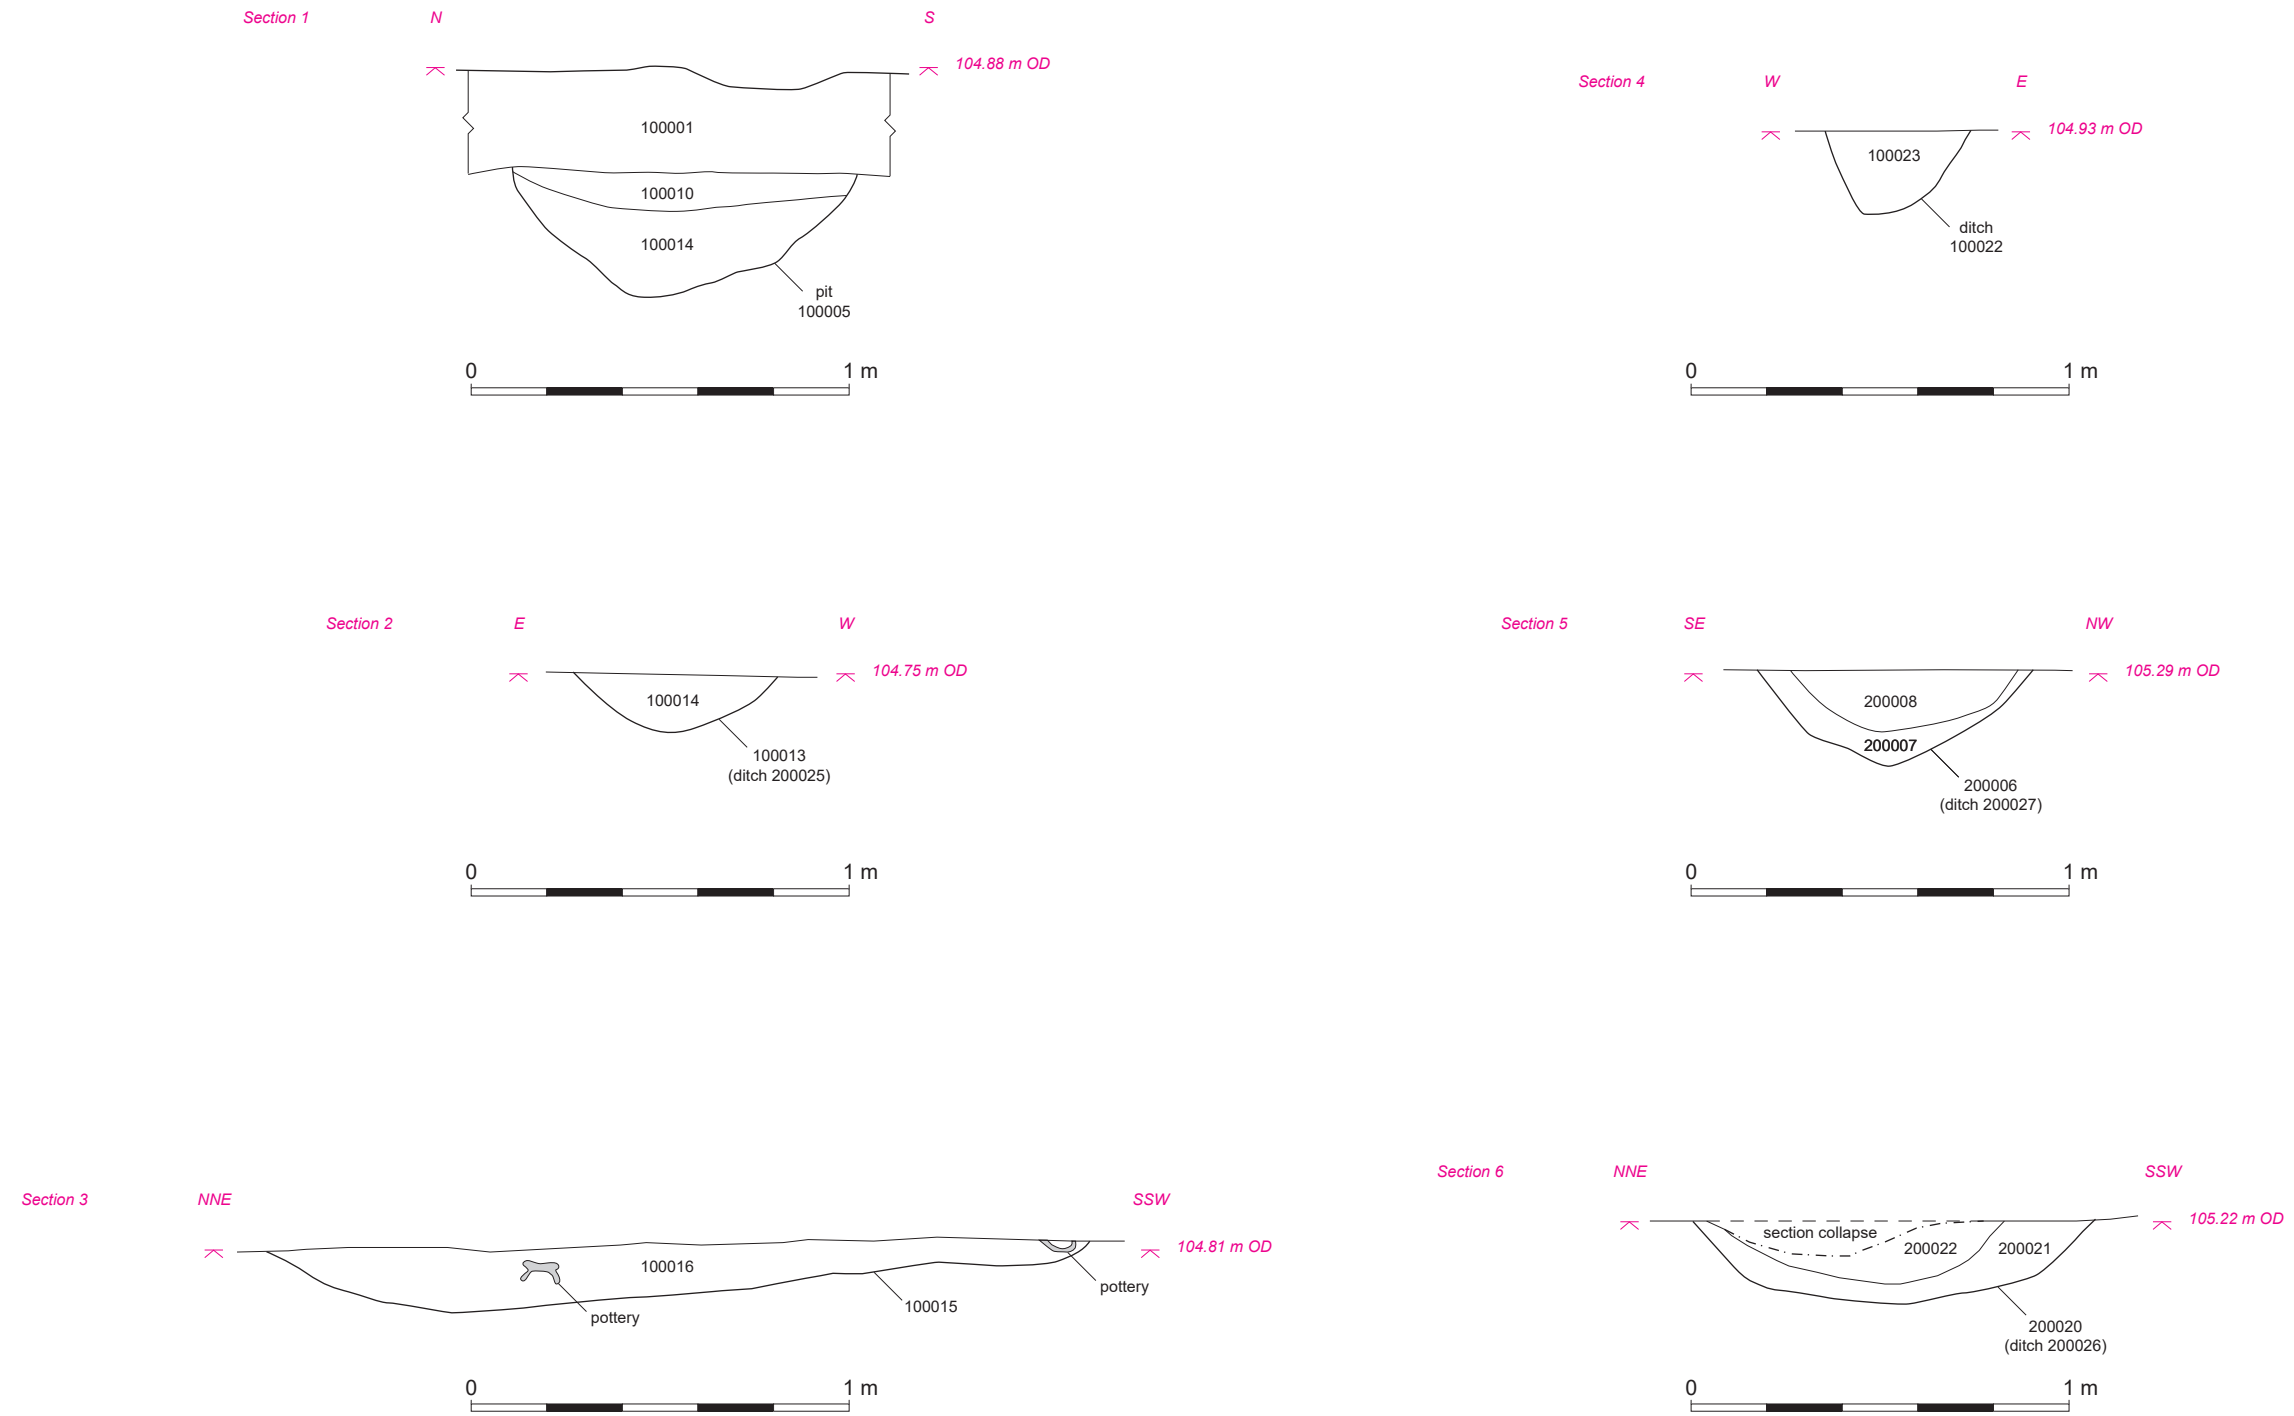 Section 1
N
S
104.88 m OD
100001
100010
100014
pit
100005
0
1 m
Section 4
W
E
104.93 m OD
100023
ditch
100022
0
1 m
Section 2
E
W
104.75 m OD
100014
100013
(ditch 200025)
0
1 m
Section 5
SE
NW
105.29 m OD
200008
200007
200006
(ditch 200027)
0
1 m
Section 3
NNE
SSW
104.81 m OD
100016
pottery
100015
pottery
0
1 m
Section 6
NNE
SSW
105.22 m OD
section collapse
200022
200021
200020
(ditch 200026)
0
1 m